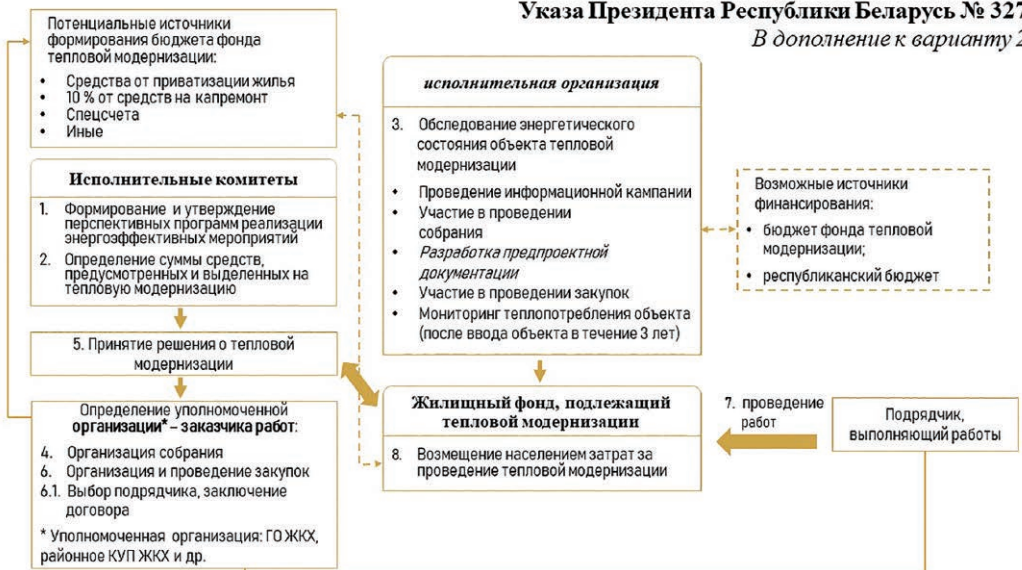 Указа Президента Республики Беларусь № 327
В дополнение к варианту 2
Потенциальные источники
формирования бюджета фонда
тепловой модернизации:
• Средства от приватизации жилья
• 10 % от средств на капремонт
• Спецсчета
• Иные
Исполнительные комитеты
1. Формирование и утверждение
перспективных программ реализации
энергоэффективных мероприятий
2. Определение суммы средств,
предусмотренных и выделенных на
тепловую модернизацию
5. Принятие решения о тепловой
модернизации
Определение уполномоченной
организации* – заказчика работ:
4. Организация собрания
6. Организация и проведение закупок
6.1. Выбор подрядчика, заключение
договора
* Уполномоченная организация: ГО ЖКХ,
районное КУП ЖКХ и др.
исполнительная организация
3. Обследование энергетического
состояния объекта тепловой
модернизации
• Проведение информационной кампании
• Участие в проведении
собрания
• Разработка предпроектной
документации
• Участие в проведении закупок
• Мониторинг теплопотребления объекта
(после ввода объекта в течение 3 лет)
Жилищный фонд, подлежащий
тепловой модернизации
8. Возмещение населением затрат за
проведение тепловой модернизации
Возможные источники
финансирования:
• бюджет фонда тепловой
модернизации;
• республиканский бюджет
7. проведение
работ
Подрядчик,
выполняющий работы